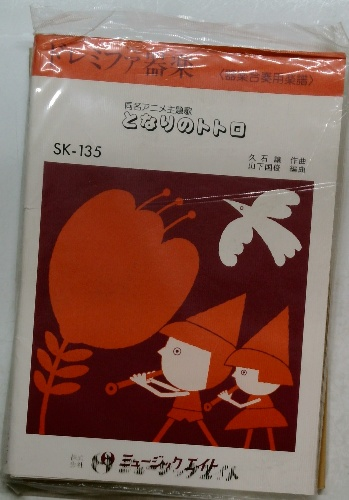 ドレミファ器楽
〈器楽合奏用楽譜〉
同名アニメ主題歌
となりのトトロ
SK-135
久石譲 作曲
山下国俊 編曲
ミュージックエイト